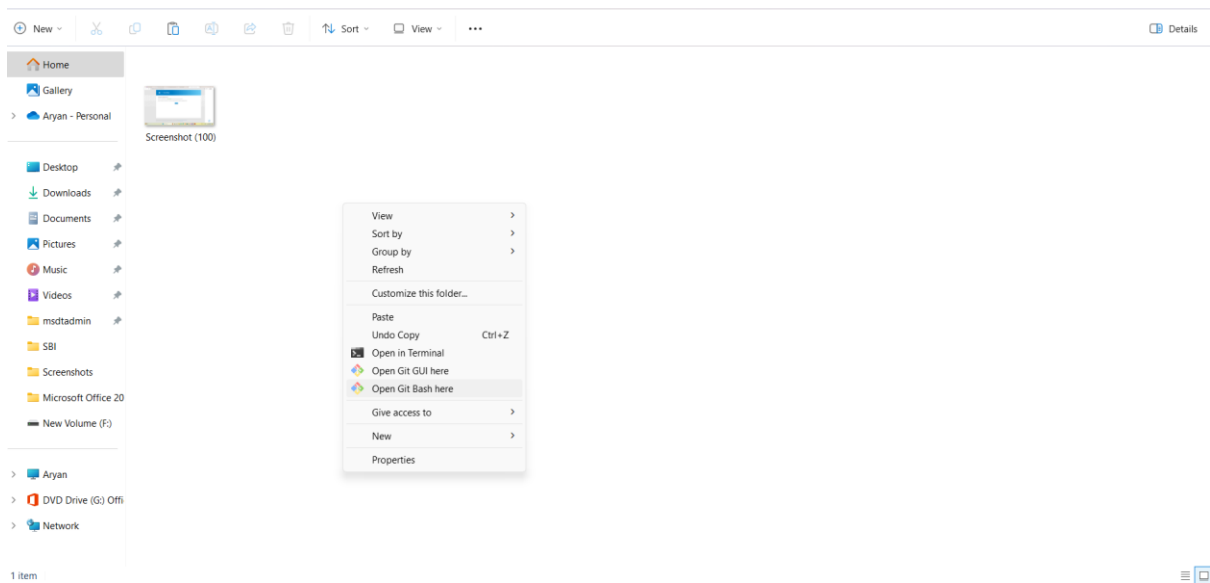 New Sort View ... Details
Home
Gallery
Aryan - Personal
Desktop
Downloads
Documents
Pictures
Music
Videos
msdtadmin
SBI
Screenshots
Microsoft Office 20
New Volume (F:)
Aryan
DVD Drive (G:) Offi
Network
Screenshot (100)
View
Sort by
Group by
Refresh
Customize this folder...
Paste
Undo Copy Ctrl+Z
Open in Terminal
Open Git GUI here
Open Git Bash here
Give access to
New
Properties
1 item